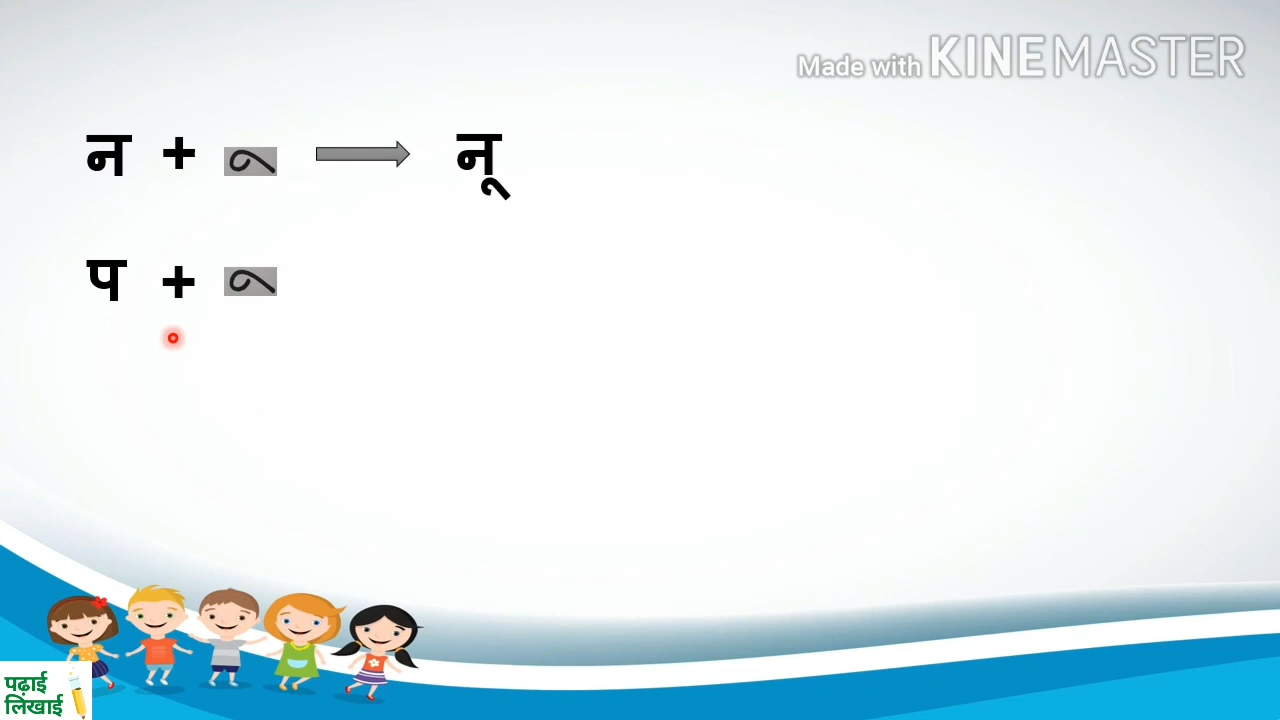 Made with KINEMASTER
न + ू → नू
प + ू
पढ़ाई
लिखाई